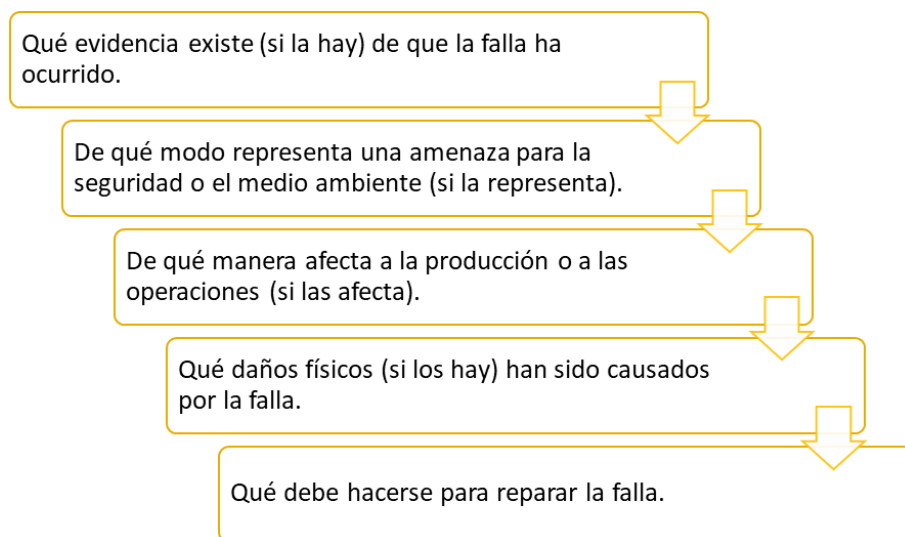 Qué evidencia existe (si la hay) de que la falla ha
ocurrido.
De qué modo representa una amenaza para la
seguridad o el medio ambiente (si la representa).
De qué manera afecta a la producción o a las
operaciones (si las afecta).
Qué daños físicos (si los hay) han sido causados
por la falla.
Qué debe hacerse para reparar la falla.